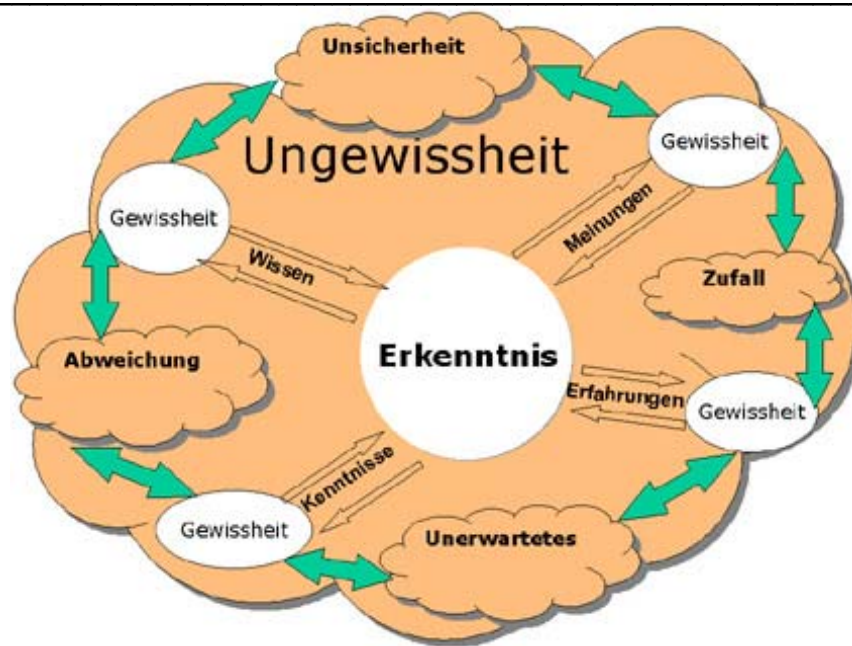 Unsicherheit
Ungewissheit
Gewissheit
Gewissheit
Meinungen
Wissen
Zufall
Abweichung
Erkenntnis
Erfahrungen
Gewissheit
Kenntnisse
Gewissheit
Unerwartetes